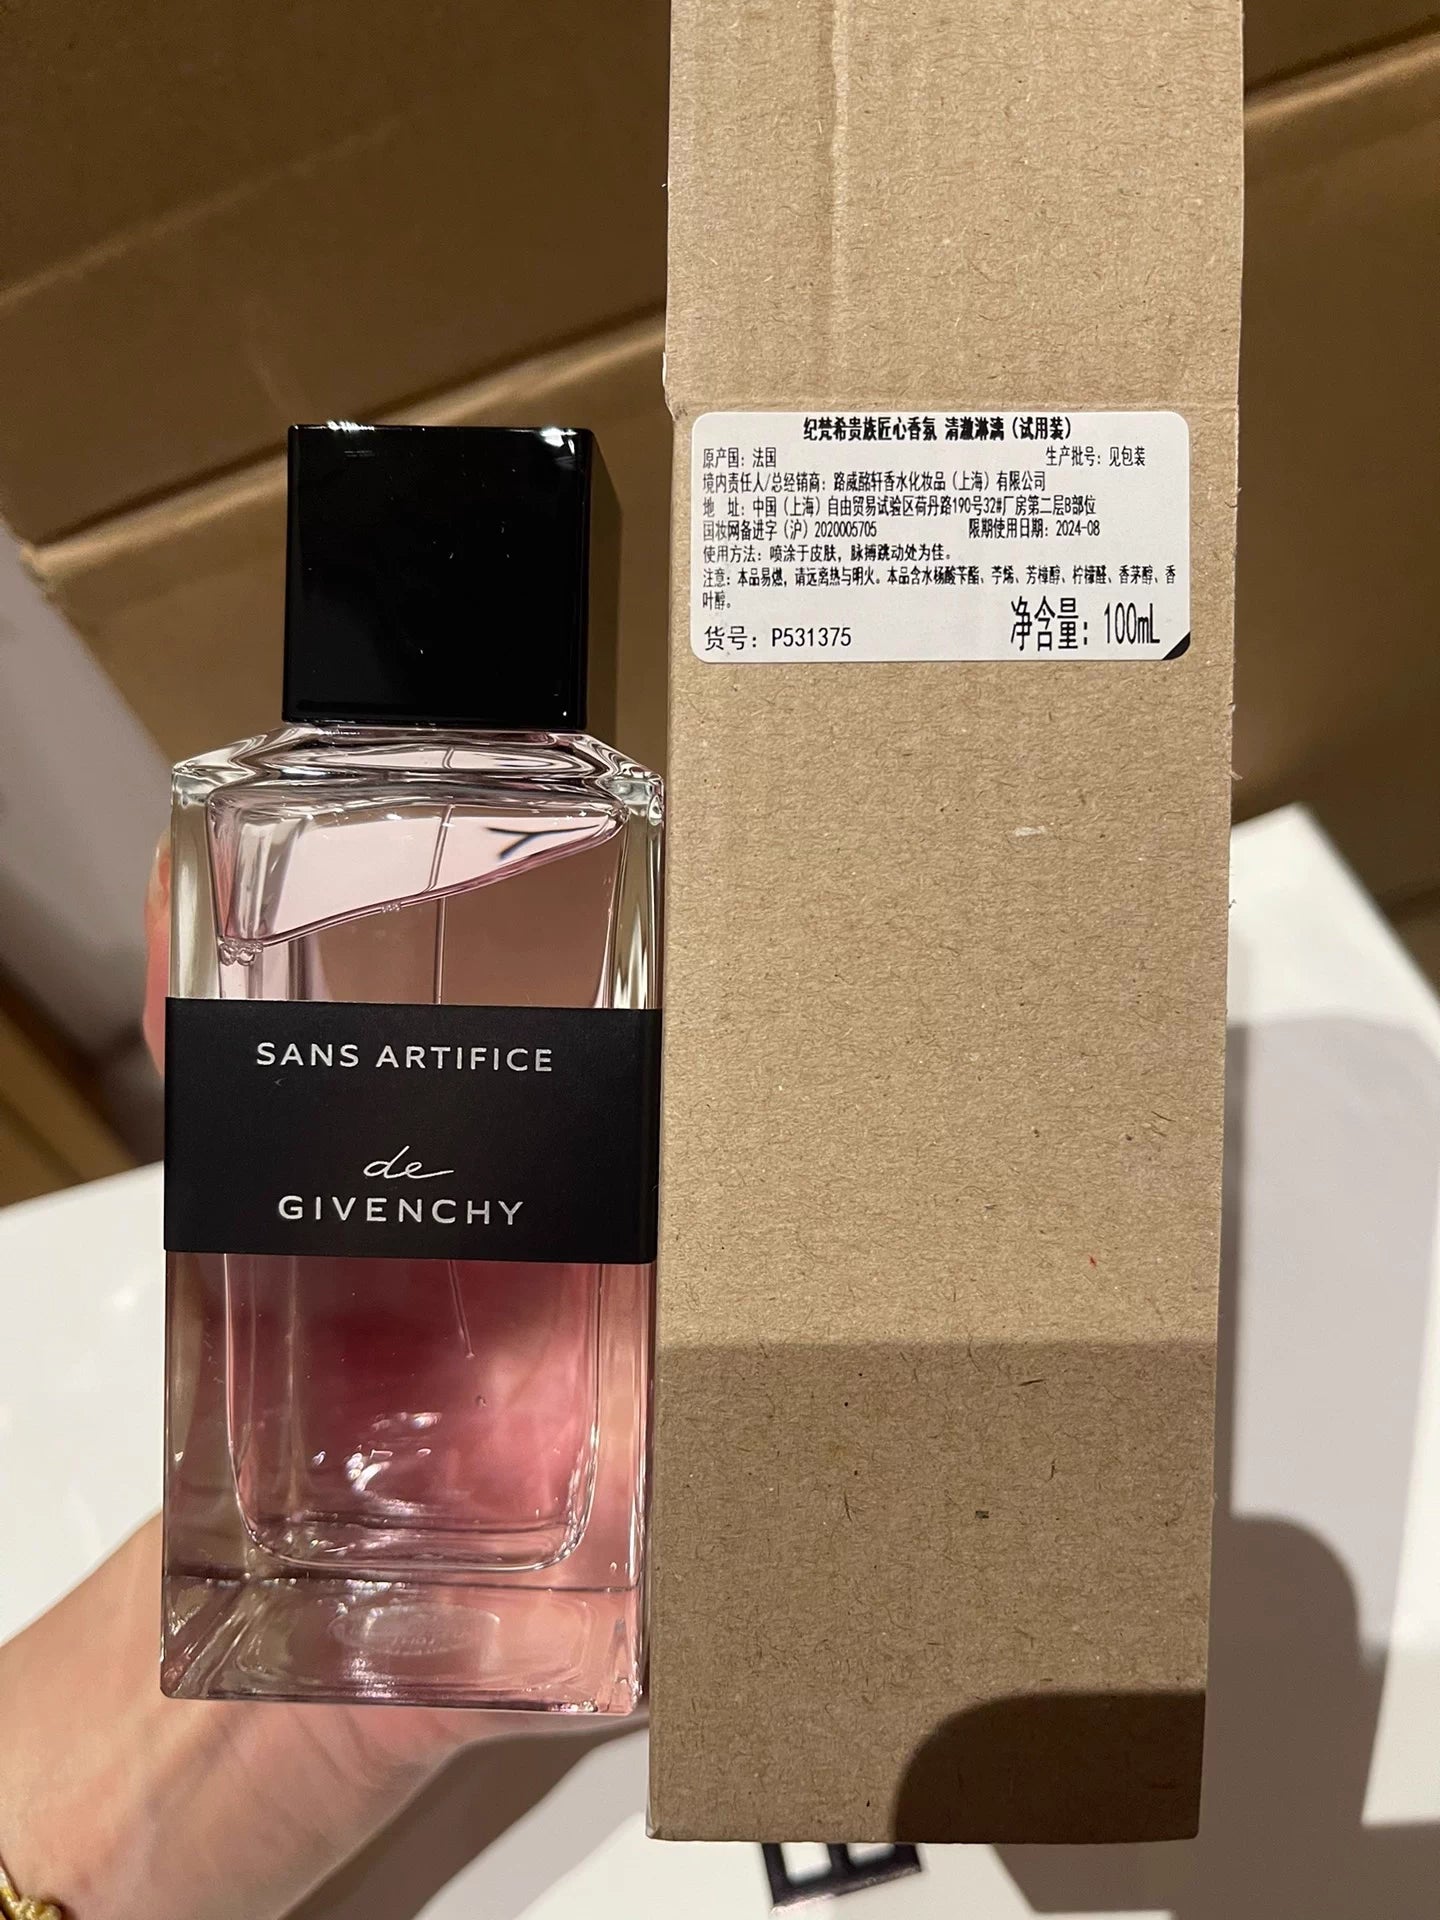 纪梵希贵族匠心香氛 清澈淋漓（试用装）
原产国：法国 生产批号：见包装
境内责任人/总经销商：路威酩轩香水化妆品（上海）有限公司
地 址：中国（上海）自由贸易试验区荷丹路190号32#厂房第二层B部位
国妆网备进字（沪）2020005705 限期使用日期：2024-08
使用方法：喷涂于皮肤，脉搏跳动处为佳。
注意：本品易燃，请远离热与明火。本品含水杨酸苄酯、苧烯、芳樟醇、柠檬醛、香茅醇、香
叶醇。
货号：P531375 净含量：100mL
SANS ARTIFICE
de
GIVENCHY